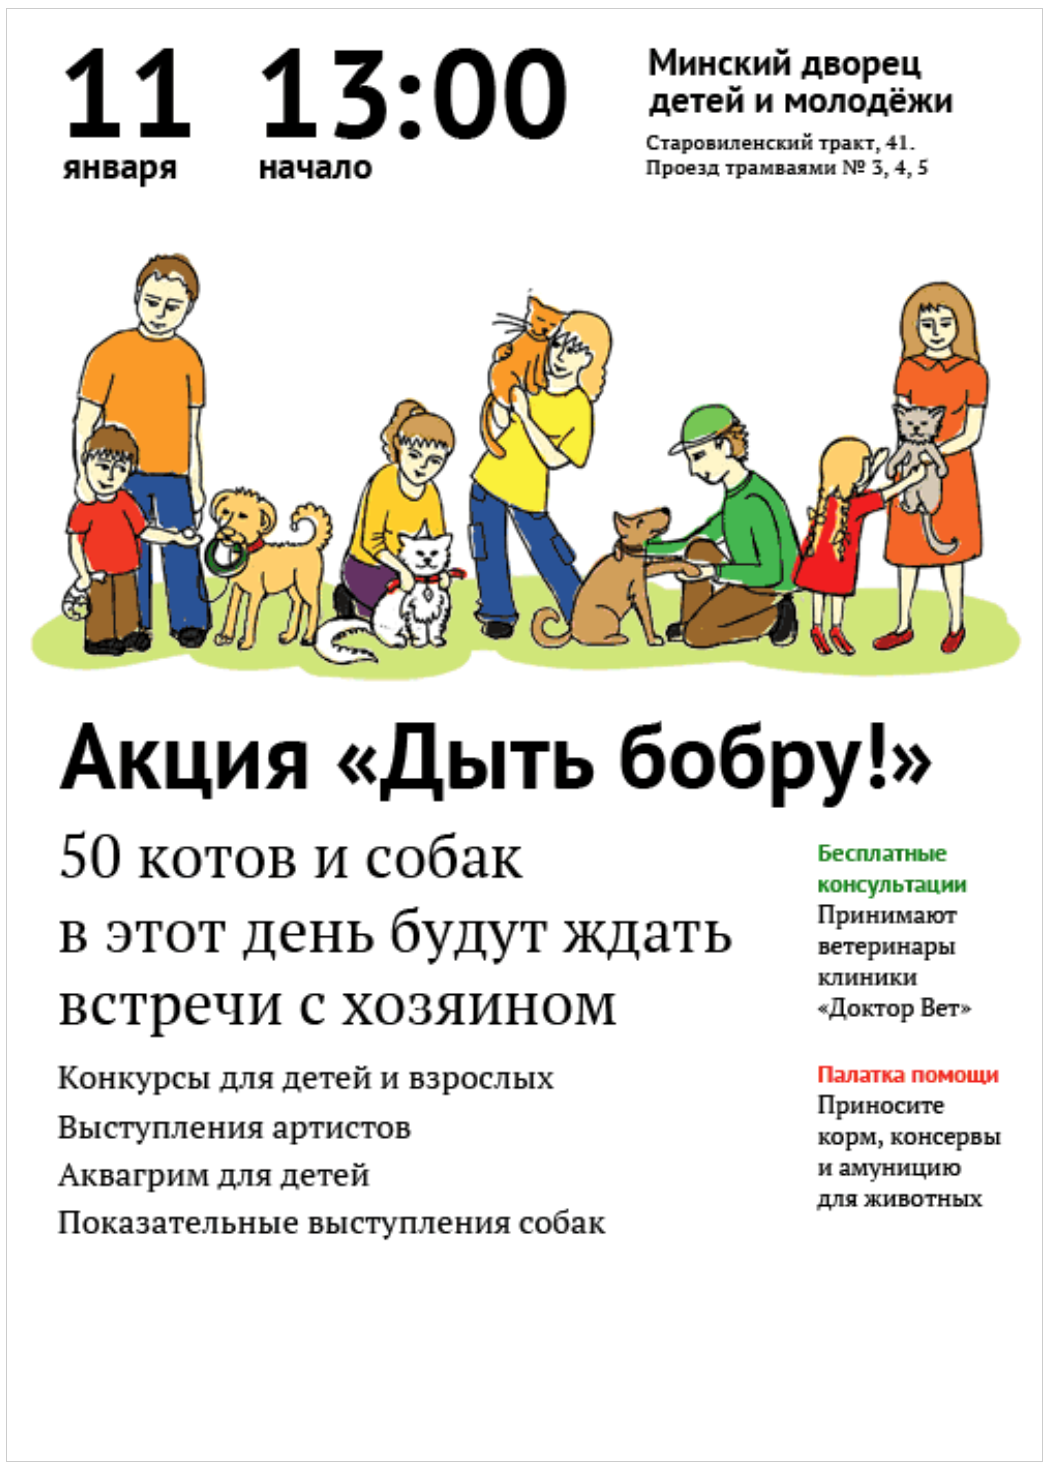 11
января
13:00
начало
Минский дворец
детей и молодёжи
Старовиленский тракт, 41.
Проезд трамваями № 3, 4, 5
Акция «Дыть бобру!»
50 котов и собак
в этот день будут ждать
встречи с хозяином
Конкурсы для детей и взрослых
Выступления артистов
Аквагрим для детей
Показательные выступления собак
Бесплатные
консультации
Принимают
ветеринары
клиники
«Доктор Вет»
Палатка помощи
Приносите
корм, консервы
и амуницию
для животных